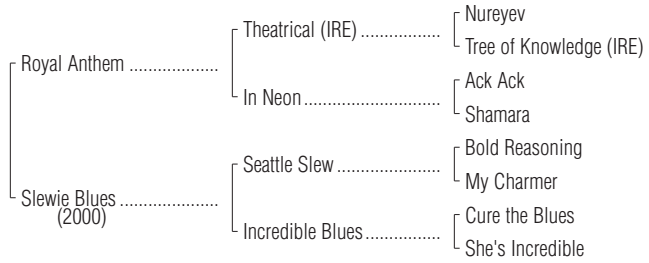 Nureyev
Theatrical (IRE) ..................
Tree of Knowledge (IRE)
Royal Anthem ....................
Ack Ack
In Neon ...............................
Shamara
Bold Reasoning
Seattle Slew .......................
My Charmer
Slewie Blues ......................
(2000)
Cure the Blues
Incredible Blues .................
She's Incredible